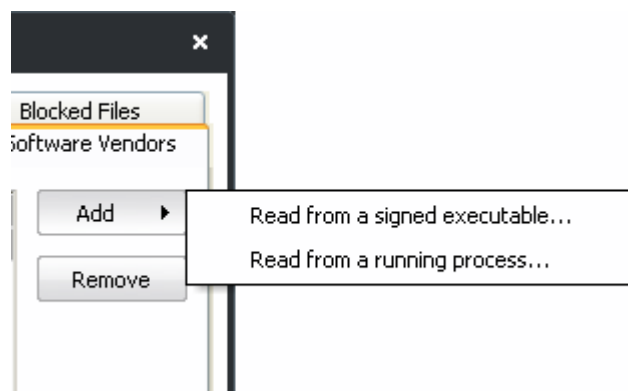 Blocked Files
Software Vendors
Add
Read from a signed executable...
Read from a running process...
Remove